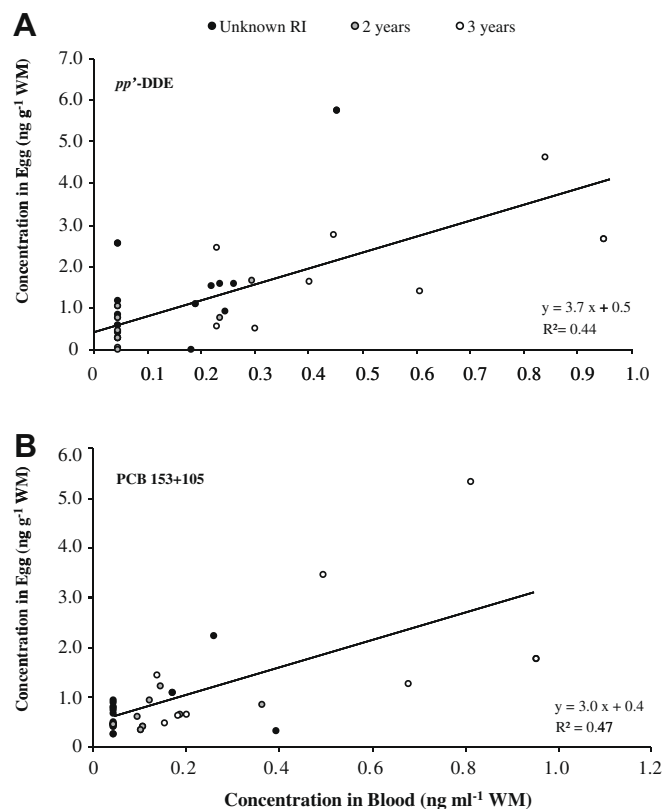 A
Unknown RI 2 years 3 years
7.0
6.0
5.0
4.0
3.0
2.0
1.0
0
Concentration in Egg (ng g-1 WM)
pp'-DDE
y = 3.7 x + 0.5
R²= 0.44
0 0.1 0.2 0.3 0.4 0.5 0.6 0.7 0.8 0.9 1.0
B
6.0
5.0
4.0
3.0
2.0
1.0
0.0
Concentration in Egg (ng g-1 WM)
PCB 153+105
y = 3.0 x + 0.4
R² = 0.47
0.0 0.2 0.4 0.6 0.8 1.0 1.2
Concentration in Blood (ng ml-1 WM)